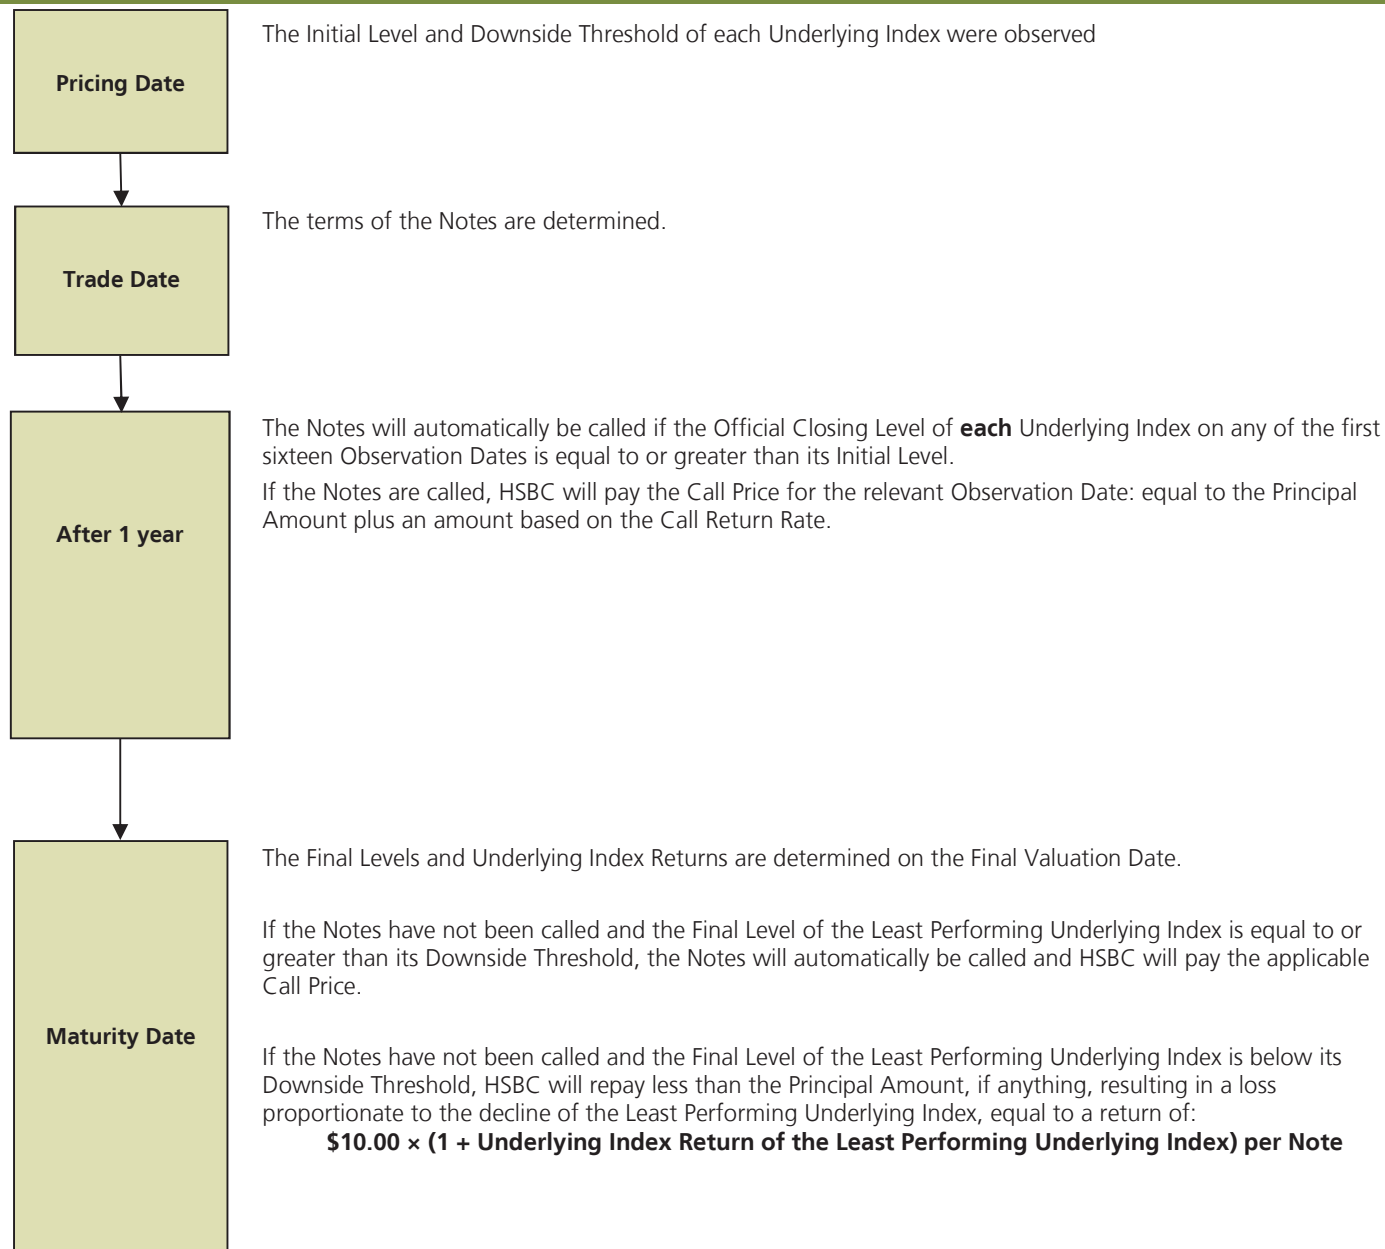 Pricing Date
The Initial Level and Downside Threshold of each Underlying Index were observed
Trade Date
The terms of the Notes are determined.
After 1 year
The Notes will automatically be called if the Official Closing Level of each Underlying Index on any of the first
sixteen Observation Dates is equal to or greater than its Initial Level.
If the Notes are called, HSBC will pay the Call Price for the relevant Observation Date: equal to the Principal
Amount plus an amount based on the Call Return Rate.
Maturity Date
The Final Levels and Underlying Index Returns are determined on the Final Valuation Date.
If the Notes have not been called and the Final Level of the Least Performing Underlying Index is equal to or
greater than its Downside Threshold, the Notes will automatically be called and HSBC will pay the applicable
Call Price.
If the Notes have not been called and the Final Level of the Least Performing Underlying Index is below its
Downside Threshold, HSBC will repay less than the Principal Amount, if anything, resulting in a loss
proportionate to the decline of the Least Performing Underlying Index, equal to a return of:
$10.00 × (1 + Underlying Index Return of the Least Performing Underlying Index) per Note